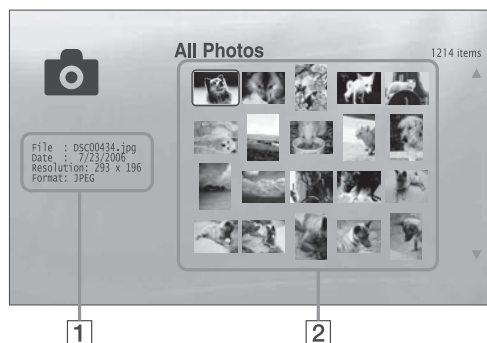 All Photos
1214 items
File : DSC00434.jpg
Date : 7/23/2006
Resolution: 293 x 196
Format: JPEG
1
2